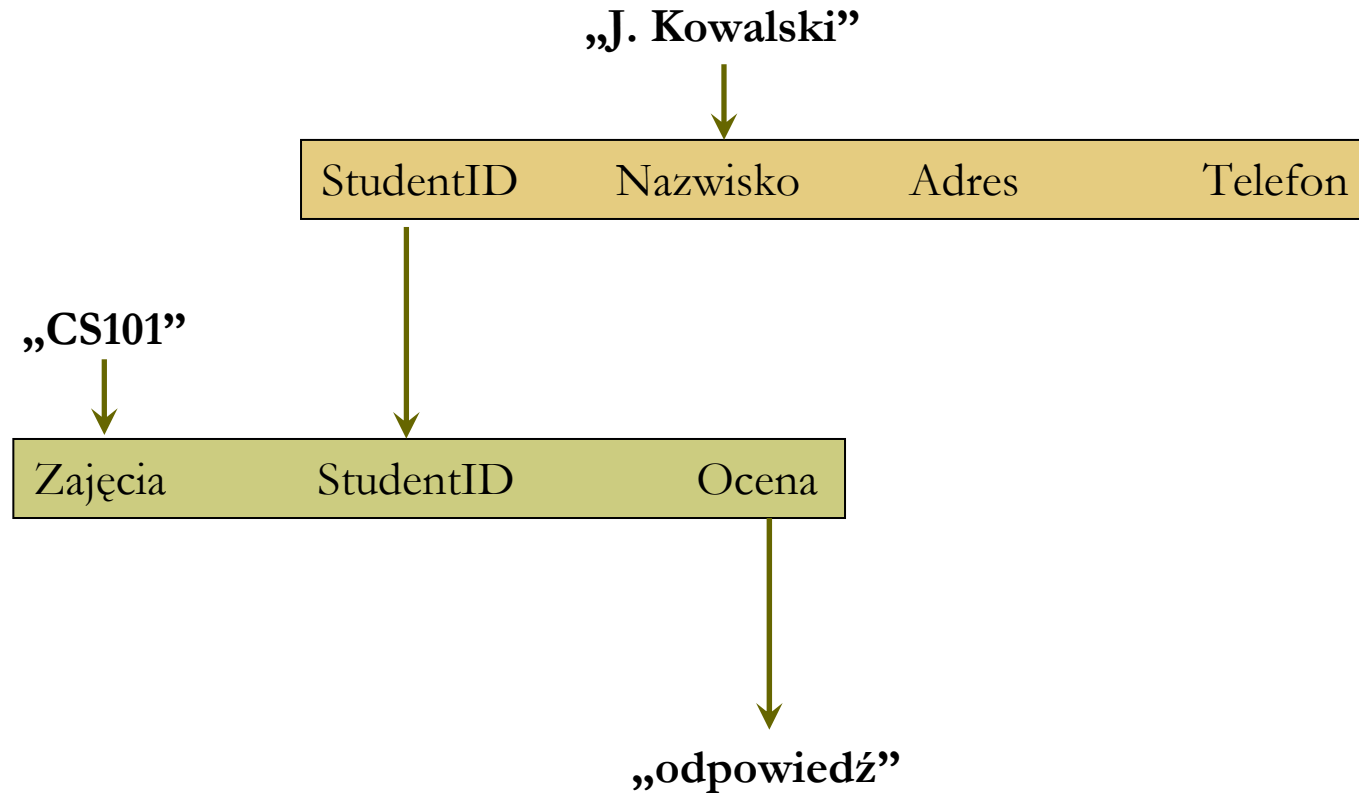 „J. Kowalski”
StudentID Nazwisko Adres Telefon
„CS101”
Zajęcia StudentID Ocena
„odpowiedź”